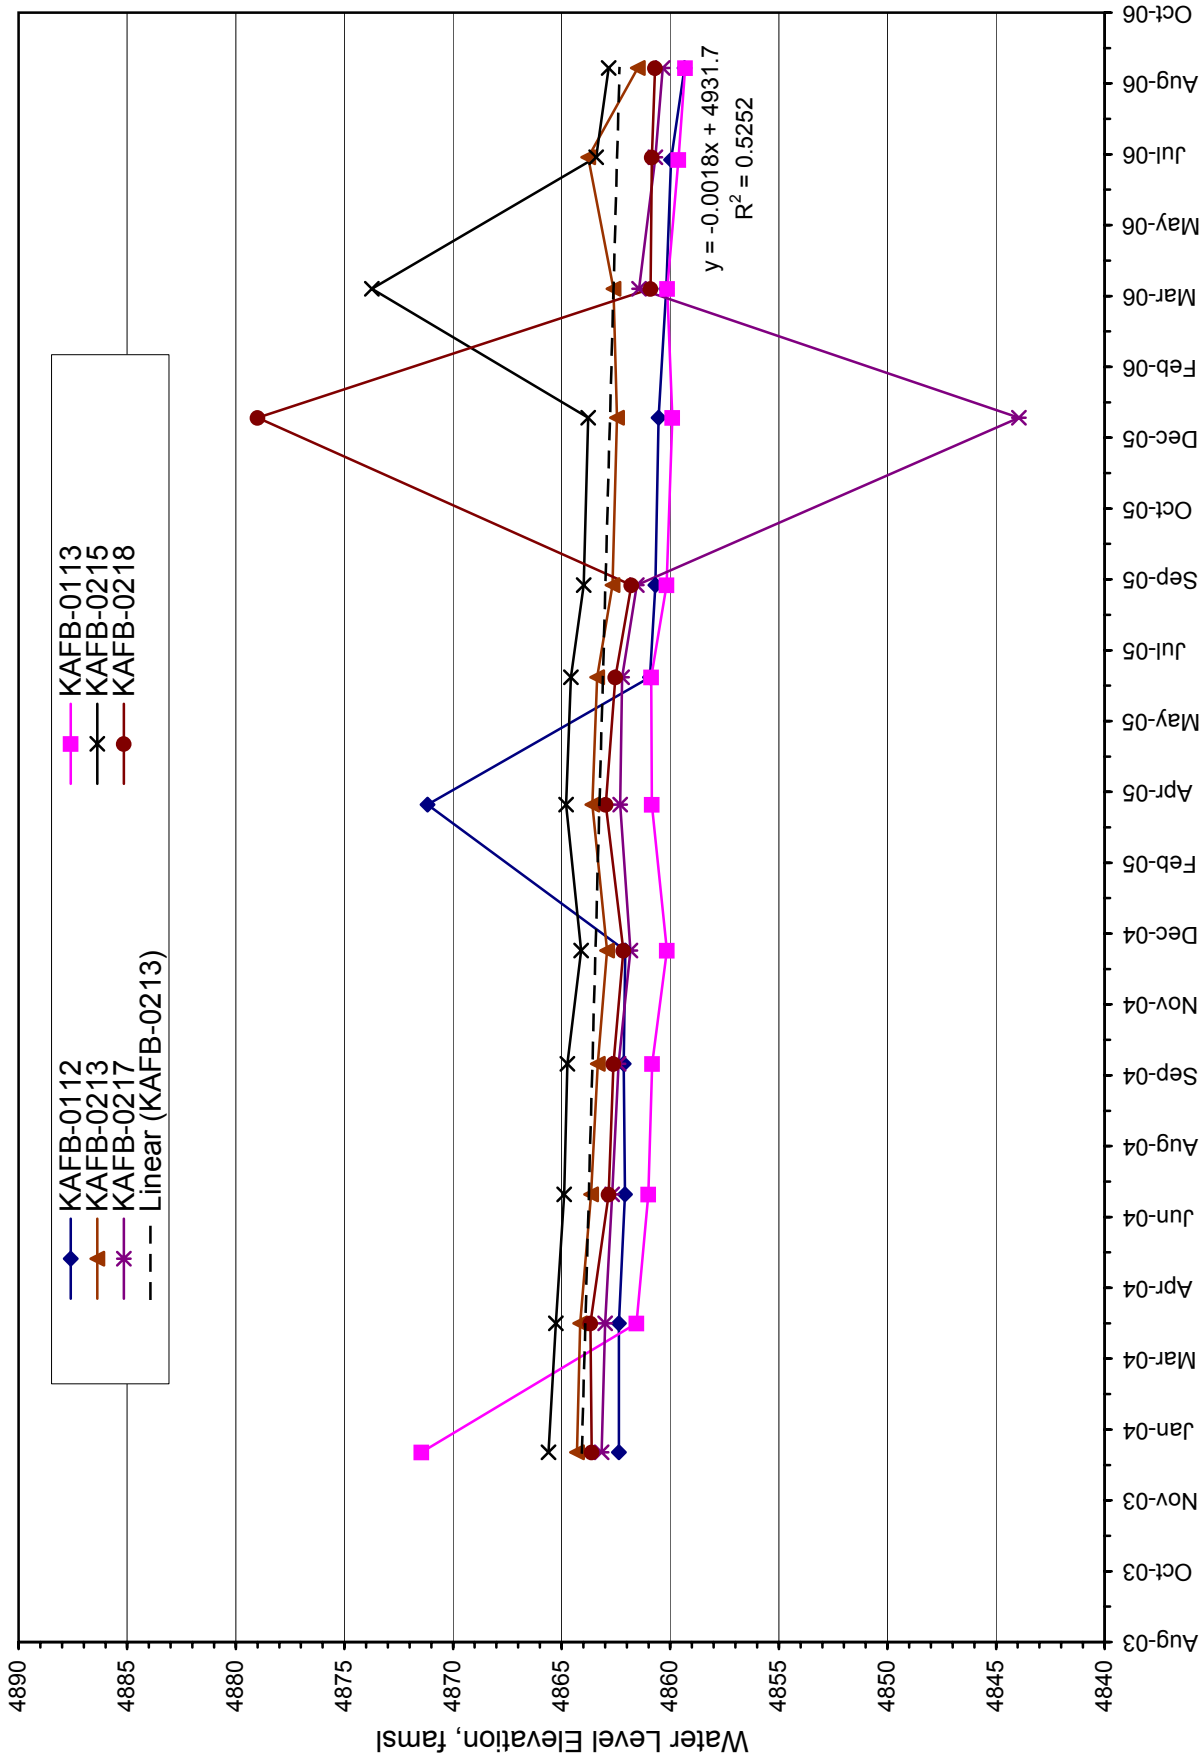 KAFB-0112
KAFB-0113
KAFB-0213
KAFB-0215
KAFB-0217
KAFB-0218
Linear (KAFB-0213)
y = -0.0018x + 4931.7
R² = 0.5252
Water Level Elevation, famsl
4890
4885
4880
4875
4870
4865
4860
4855
4850
4845
4840
Aug-03
Oct-03
Nov-03
Jan-04
Mar-04
Apr-04
Jun-04
Aug-04
Sep-04
Nov-04
Dec-04
Feb-05
Apr-05
May-05
Jul-05
Sep-05
Oct-05
Dec-05
Feb-06
Mar-06
May-06
Jul-06
Aug-06
Oct-06